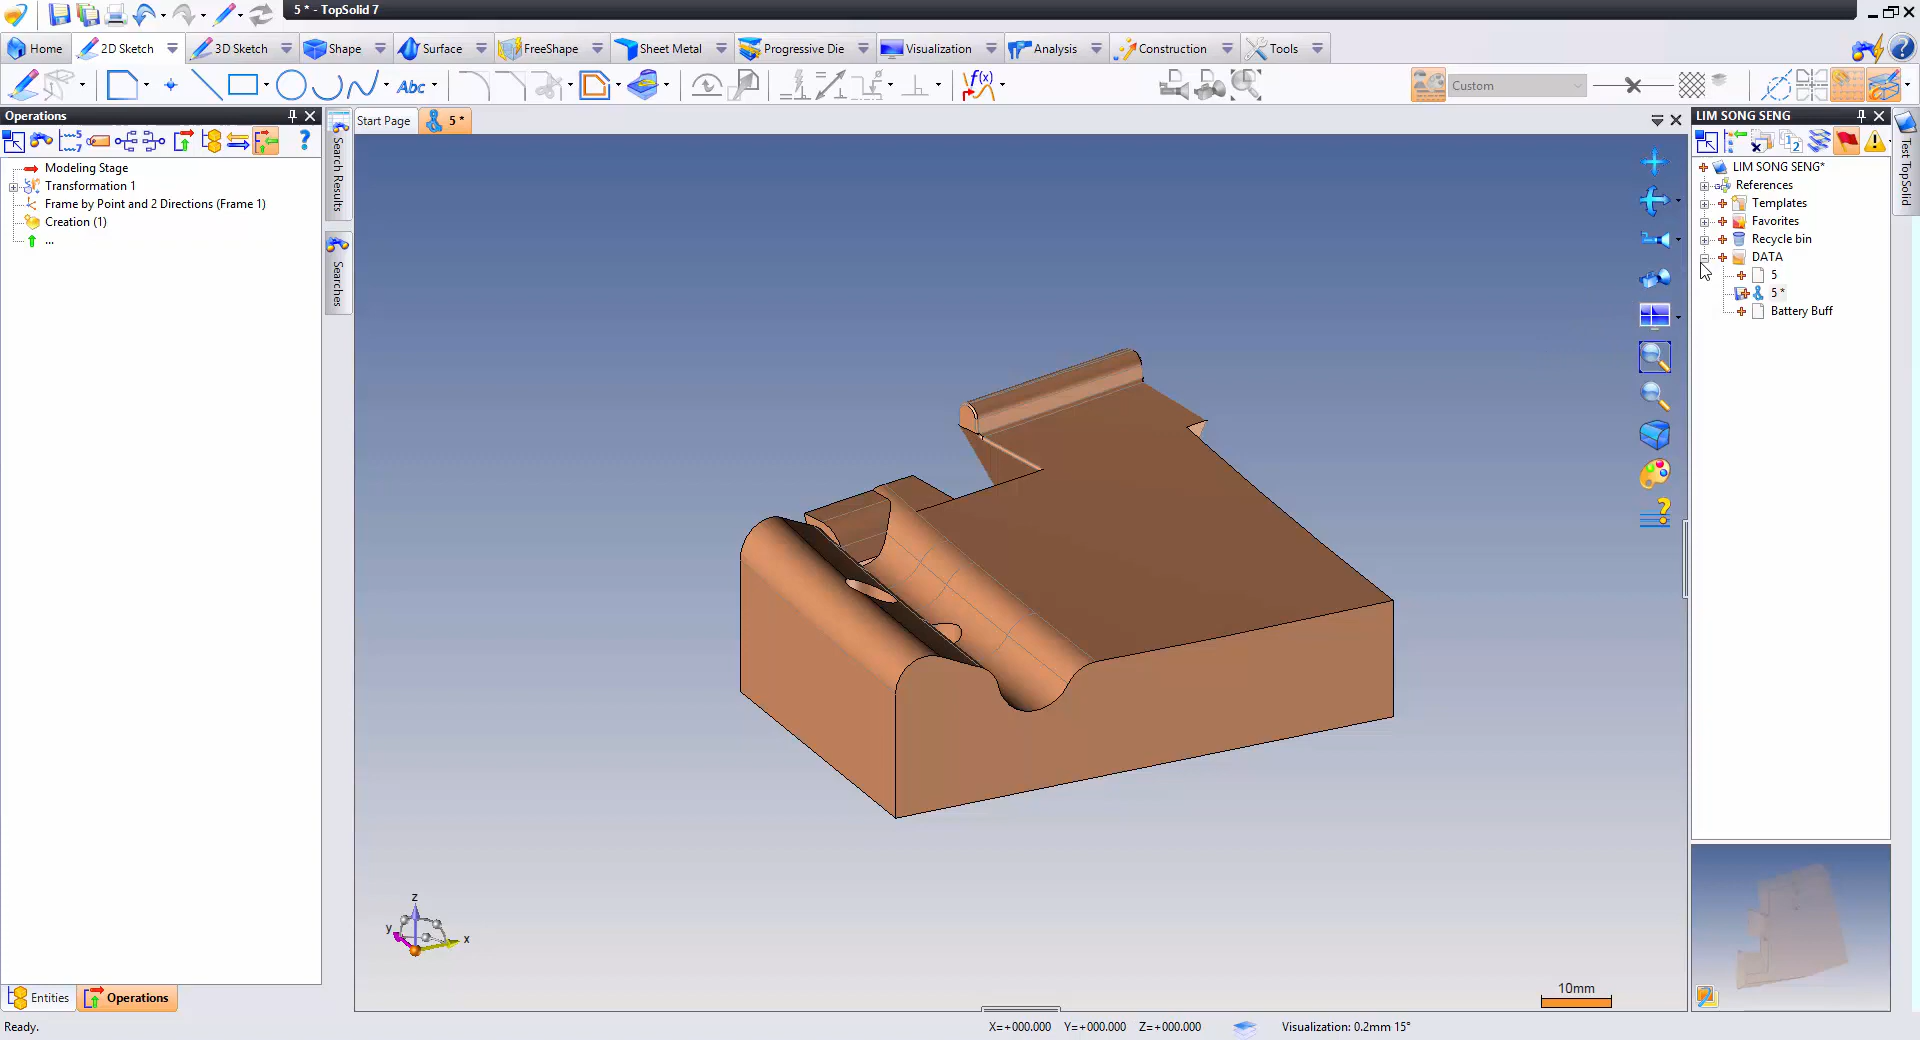 5 * - TopSolid 7
Home
2D Sketch
3D Sketch
Shape
Surface
FreeShape
Sheet Metal
Progressive Die
Visualization
Analysis
Construction
Tools
Abc
f(x)
Custom
Operations
Start Page
5 *
LIM SONG SENG
Modeling Stage
Transformation 1
Frame by Point and 2 Directions (Frame 1)
Creation (1)
...
Search Results
Searches
LIM SONG SENG*
References
Templates
Favorites
Recycle bin
DATA
5
5 *
Battery Buff
Test TopSolid
z
y
x
10mm
Entities
Operations
Ready.
X=+000.000 Y=+000.000 Z=+000.000
Visualization: 0.2mm 15°